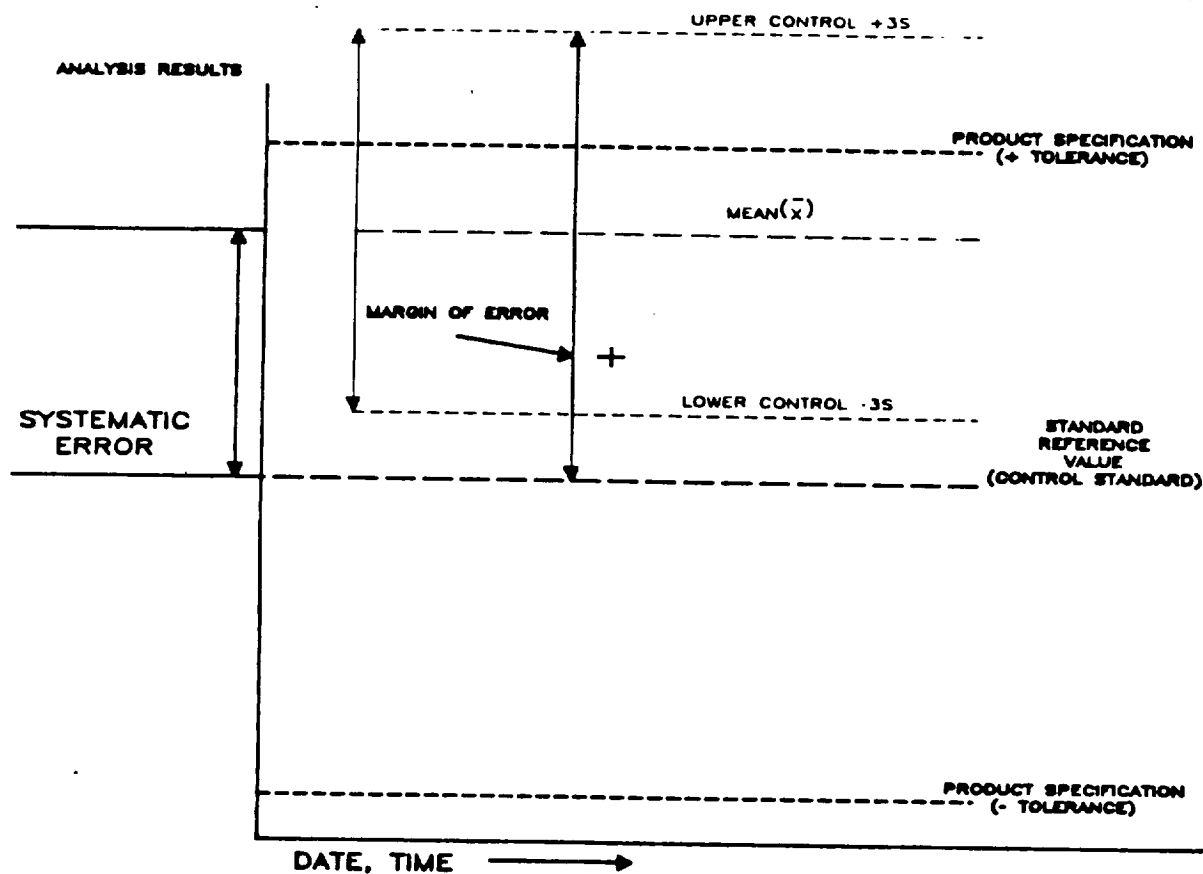 UPPER CONTROL +3S
ANALYSIS RESULTS
PRODUCT SPECIFICATION
(+ TOLERANCE)
MEAN(x̄)
MARGIN OF ERROR
+
LOWER CONTROL -3S
SYSTEMATIC
ERROR
STANDARD
REFERENCE
VALUE
(CONTROL STANDARD)
PRODUCT SPECIFICATION
(- TOLERANCE)
DATE, TIME